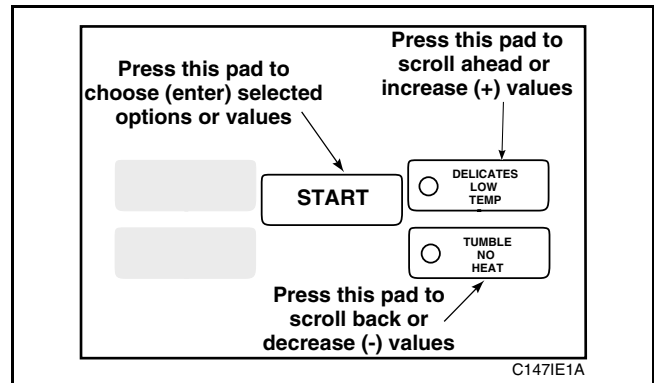 Press this pad to
choose (enter) selected
options or values
Press this pad to
scroll ahead or
increase (+) values
START
DELICATES
LOW
TEMP
TUMBLE
NO
HEAT
Press this pad to
scroll back or
decrease (-) values
C147IE1A